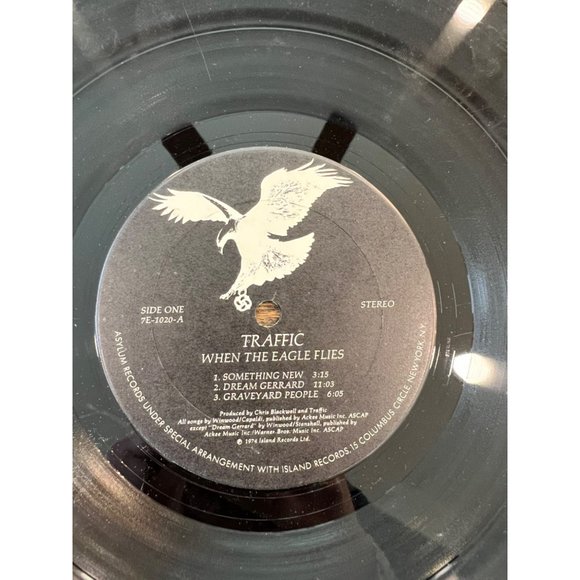 SIDE ONE
7E-1020-A
STEREO
TRAFFIC
WHEN THE EAGLE FLIES
1. SOMETHING NEW 3:15
2. DREAM GERRARD 11:03
3. GRAVEYARD PEOPLE 6:05
Produced by Chris Blackwell and Traffic
All songs by Winwood/Capaldi, published by Ackee Music Inc. ASCAP
except "Dream Gerrard" by Winwood/Stanshall, published by
Ackee Music Inc./Warner Bros. Music Inc. ASCAP
℗ 1974 Island Records Ltd.
ASYLUM RECORDS UNDER SPECIAL ARRANGEMENT WITH ISLAND RECORDS, 15 COLUMBUS CIRCLE, NEW YORK, N.Y.